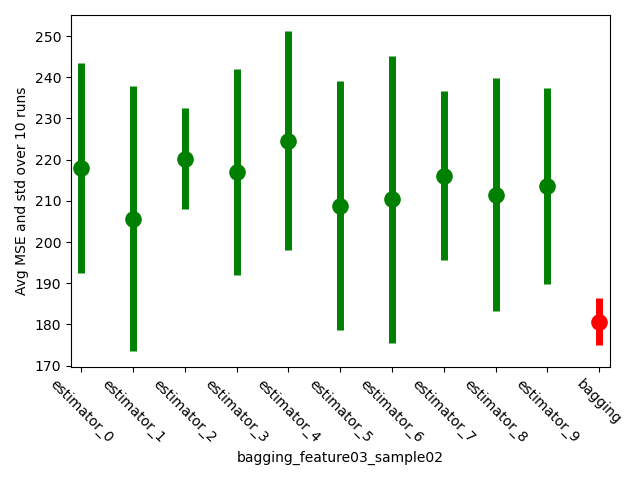 Avg MSE and std over 10 runs
250
240
230
220
210
200
190
180
170
estimator_0
estimator_1
estimator_2
estimator_3
estimator_4
estimator_5
estimator_6
estimator_7
estimator_8
estimator_9
bagging
bagging_feature03_sample02